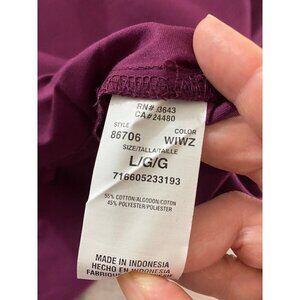 RN# 3643
CA# 24480
STYLE COLOR
86706 WIWZ
SIZE/TALLA/TAILLE
L/G/G
716605233193
55% COTTON/ALGODON/COTON
45% POLYESTER/POLIESTER
MADE IN INDONESIA
HECHO EN INDONESIA